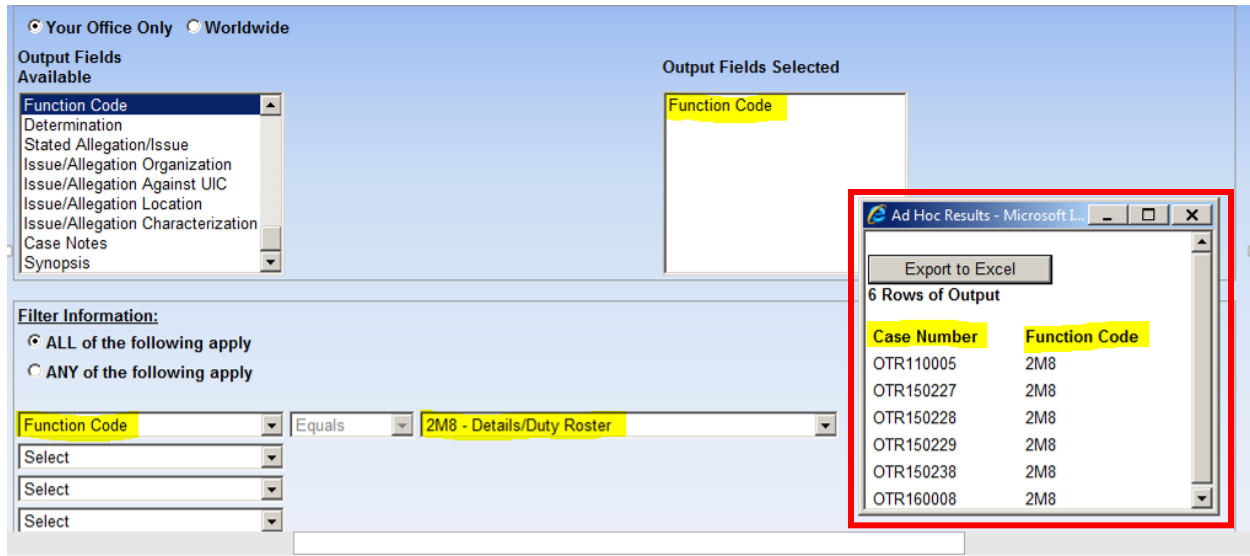 Your Office Only Worldwide
Output Fields
Available
Output Fields Selected
Function Code
Determination
Stated Allegation/Issue
Issue/Allegation Organization
Issue/Allegation Against UIC
Issue/Allegation Location
Issue/Allegation Characterization
Case Notes
Synopsis
Function Code
Filter Information:
ALL of the following apply
ANY of the following apply
Function Code Equals 2M8 - Details/Duty Roster
Select
Select
Select
Ad Hoc Results - Microsoft I...
Export to Excel
6 Rows of Output
Case Number Function Code
OTR110005 2M8
OTR150227 2M8
OTR150228 2M8
OTR150229 2M8
OTR150238 2M8
OTR160008 2M8